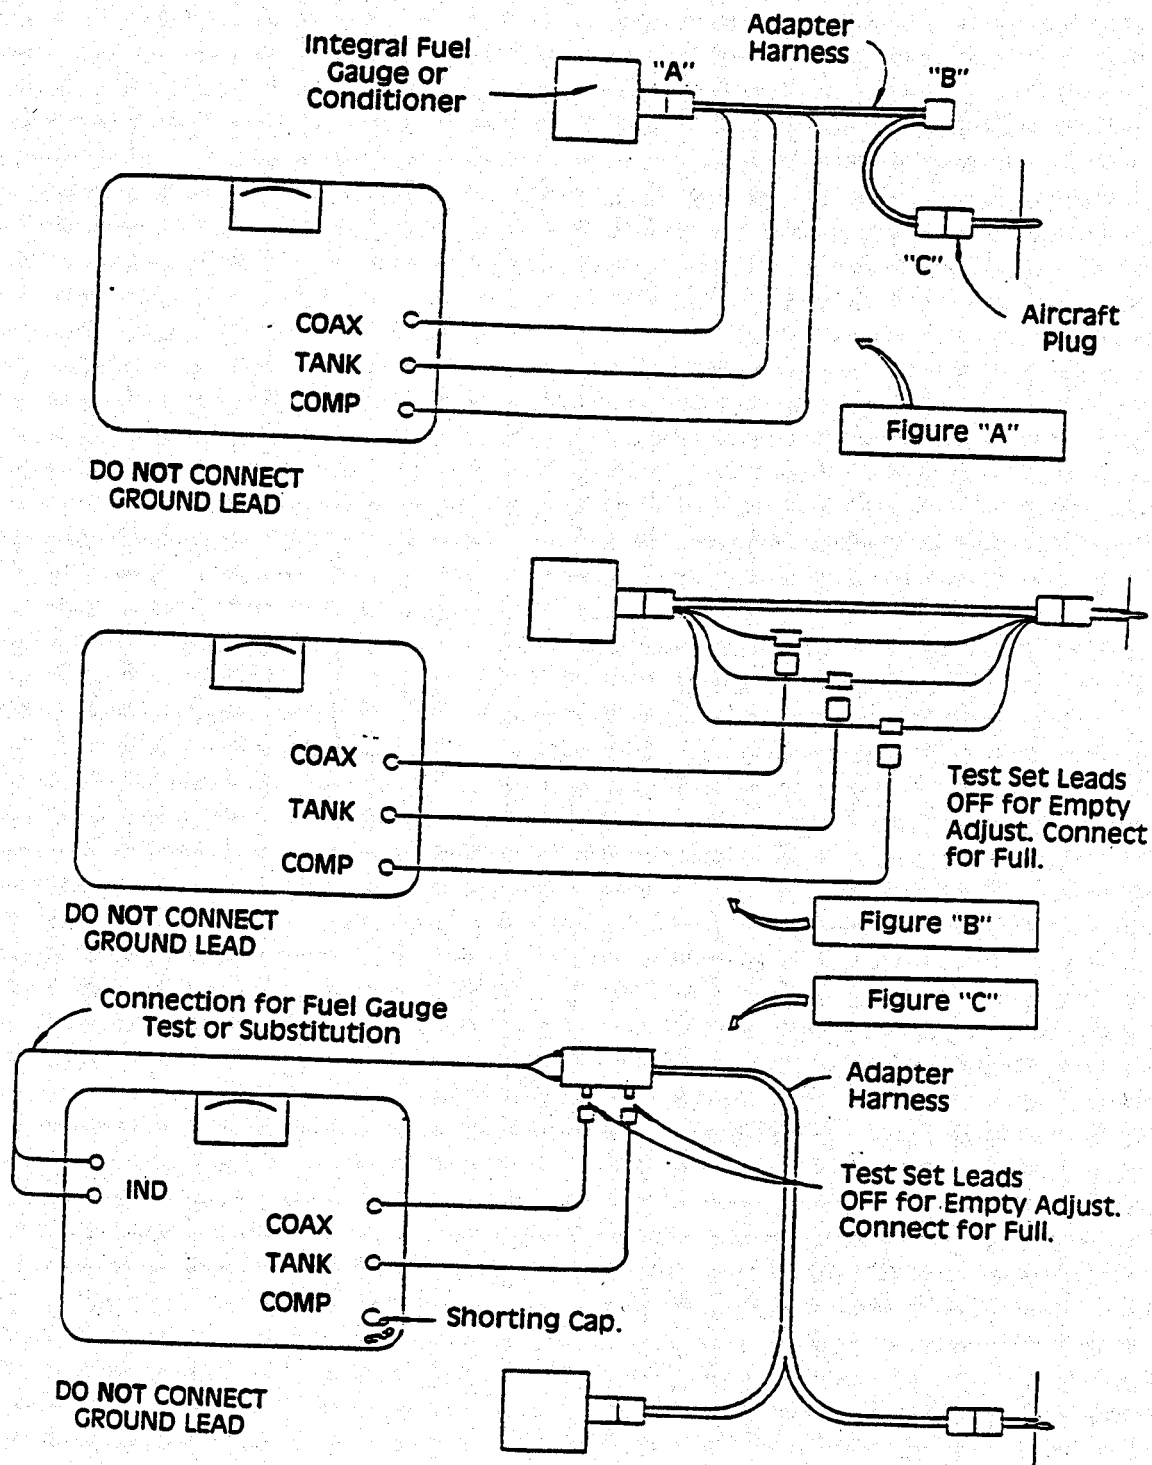 Integral Fuel
Gauge or
Conditioner
"A"
Adapter
Harness
"B"
"C"
Aircraft
Plug
COAX
TANK
COMP
Figure "A"
DO NOT CONNECT
GROUND LEAD
COAX
TANK
COMP
Test Set Leads
OFF for Empty
Adjust. Connect
for Full.
DO NOT CONNECT
GROUND LEAD
Figure "B"
Figure "C"
Connection for Fuel Gauge
Test or Substitution
Adapter
Harness
IND
COAX
TANK
COMP
Test Set Leads
OFF for Empty Adjust.
Connect for Full.
Shorting Cap.
DO NOT CONNECT
GROUND LEAD